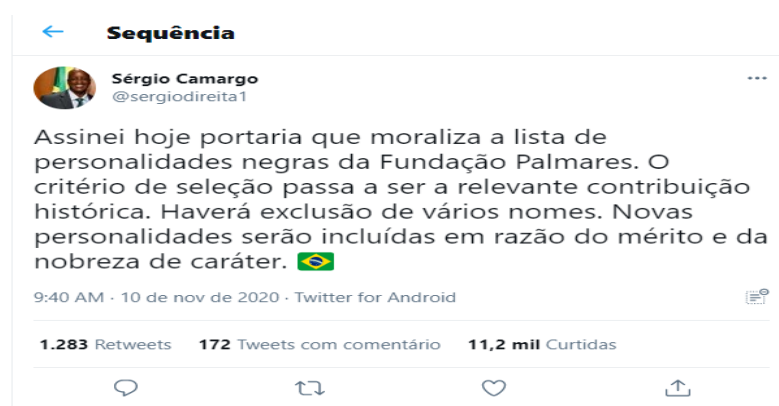 Sequência
Sérgio Camargo
@sergiodireita1
Assinei hoje portaria que moraliza a lista de
personalidades negras da Fundação Palmares. O
critério de seleção passa a ser a relevante contribuição
histórica. Haverá exclusão de vários nomes. Novas
personalidades serão incluídas em razão do mérito e da
nobreza de caráter.
9:40 AM · 10 de nov de 2020 · Twitter for Android
1.283 Retweets 172 Tweets com comentário 11,2 mil Curtidas